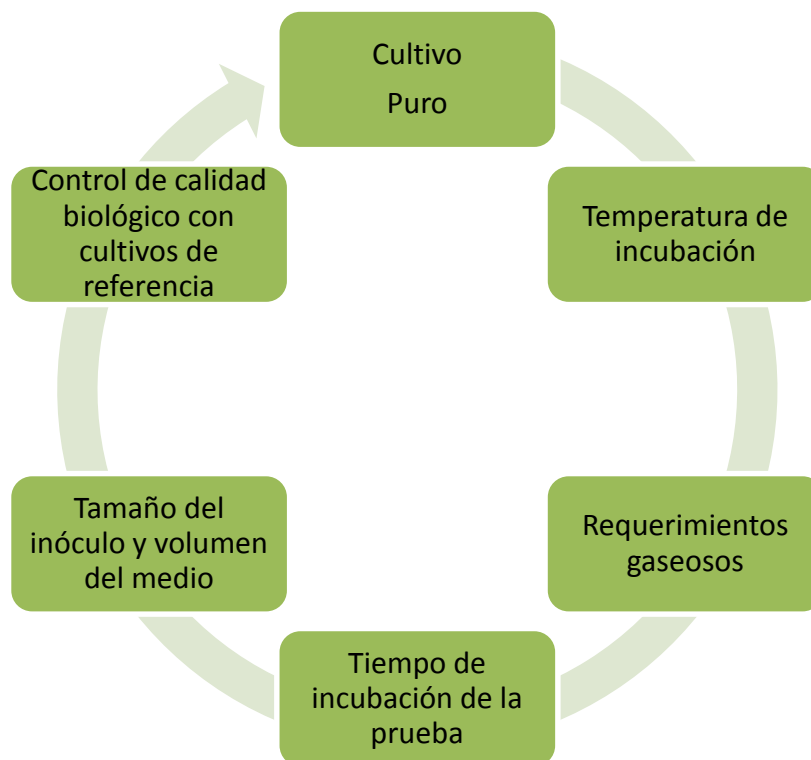 Cultivo
Puro
Temperatura de
incubación
Requerimientos
gaseosos
Tiempo de
incubación de la
prueba
Tamaño del
inóculo y volumen
del medio
Control de calidad
biológico con
cultivos de
referencia